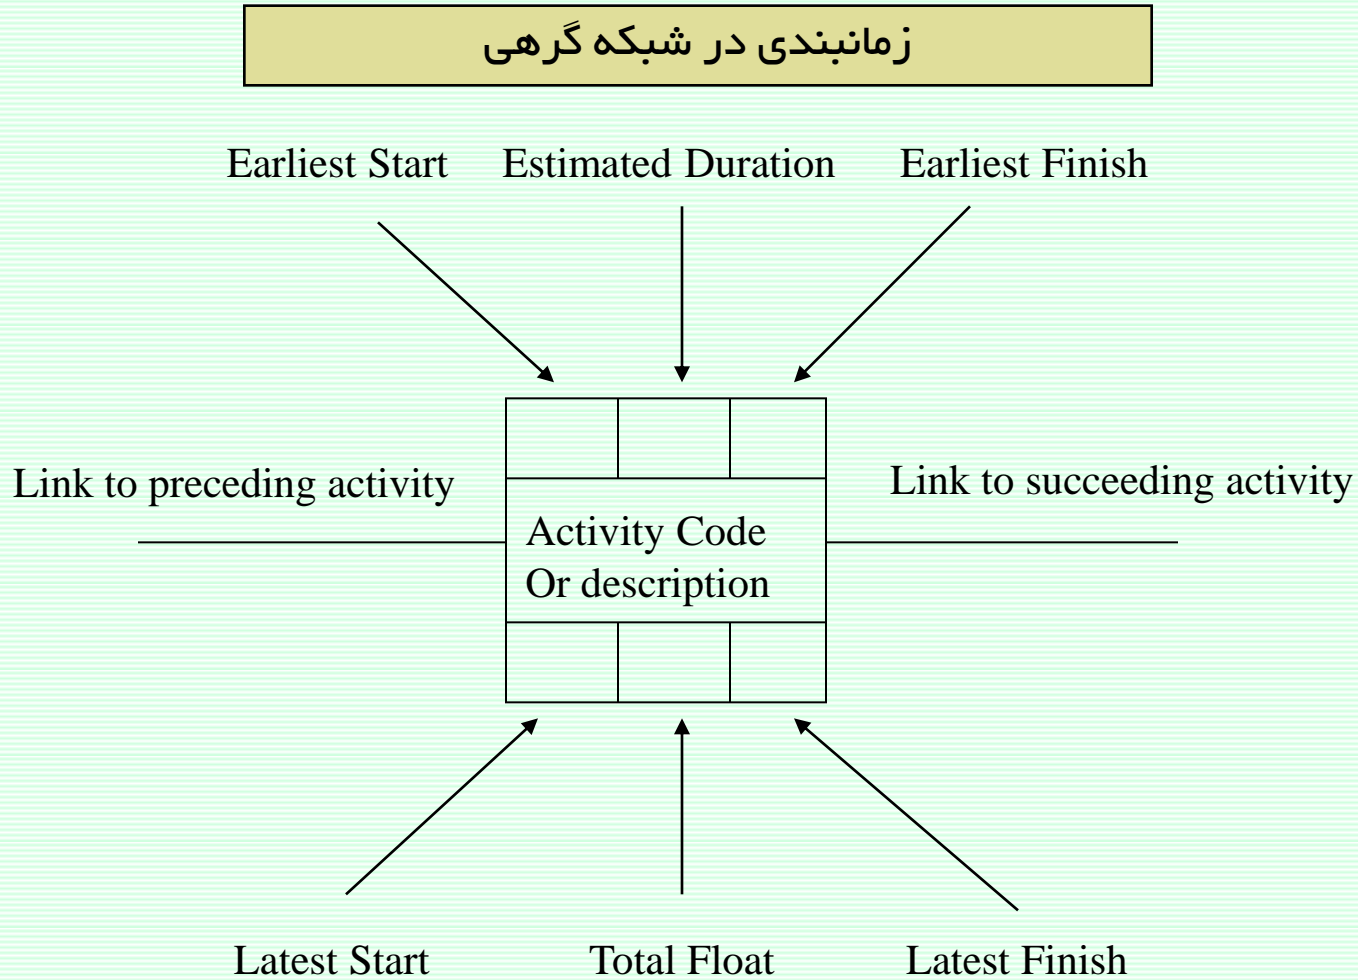 زمانبندی در شبکه گرهی
Earliest Start Estimated Duration Earliest Finish
Link to preceding activity
Link to succeeding activity
Activity Code
Or description
Latest Start Total Float Latest Finish